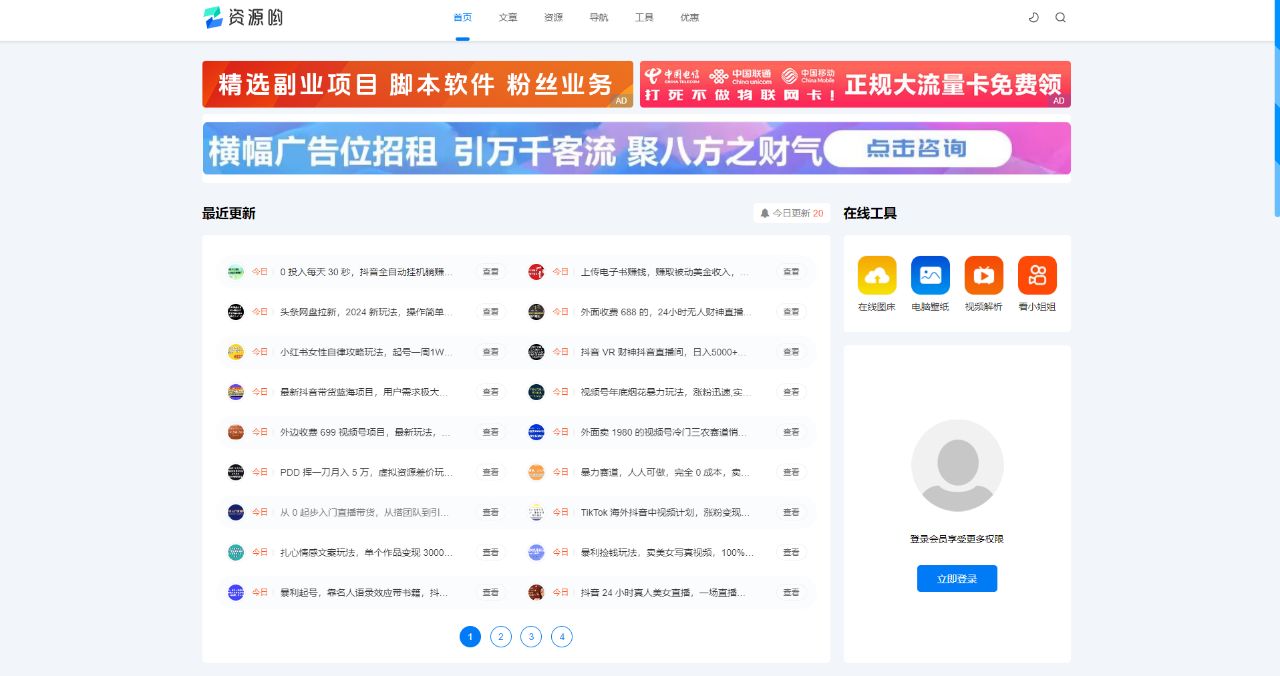 资源哟
首页 文章 资源 导航 工具 优惠
精选副业项目 脚本软件 粉丝业务
AD
中国电信 CHINA TELECOM 中国联通 China unicom 中国移动 China Mobile
打死不做物联网卡！
正规大流量卡免费领
AD
横幅广告位招租 引万千客流 聚八方之财气 点击咨询
最近更新
今日更新 20
今日 0 投入每天 30 秒，抖音全自动挂机躺赚... 查看
今日 上传电子书赚钱，赚取被动美金收入，... 查看
今日 头条网盘拉新，2024 新玩法，操作简单... 查看
今日 外面收费 688 的，24小时无人财神直播... 查看
今日 小红书女性自律攻略玩法，起号一周1W... 查看
今日 抖音 VR 财神抖音直播间，日入5000+... 查看
今日 最新抖音带货蓝海项目，用户需求极大... 查看
今日 视频号年底烟花暴力玩法，涨粉迅速,实... 查看
今日 外边收费 699 视频号项目，最新玩法，... 查看
今日 外面卖 1980 的视频号冷门三农赛道悄... 查看
今日 PDD 挥一刀月入 5 万，虚拟资源差价玩... 查看
今日 暴力赛道，人人可做，完全 0 成本，卖... 查看
今日 从 0 起步入门直播带货，从搭团队到引... 查看
今日 TikTok 海外抖音中视频计划，涨粉变现... 查看
今日 扎心情感文案玩法，单个作品变现 3000... 查看
今日 暴利捡钱玩法，卖美女写真视频，100%... 查看
今日 暴利起号，靠名人语录效应带书籍，抖... 查看
今日 抖音 24 小时真人美女直播，一场直播... 查看
1 2 3 4
在线工具
在线图床 电脑壁纸 视频解析 看小姐姐
登录会员享受更多权限
立即登录